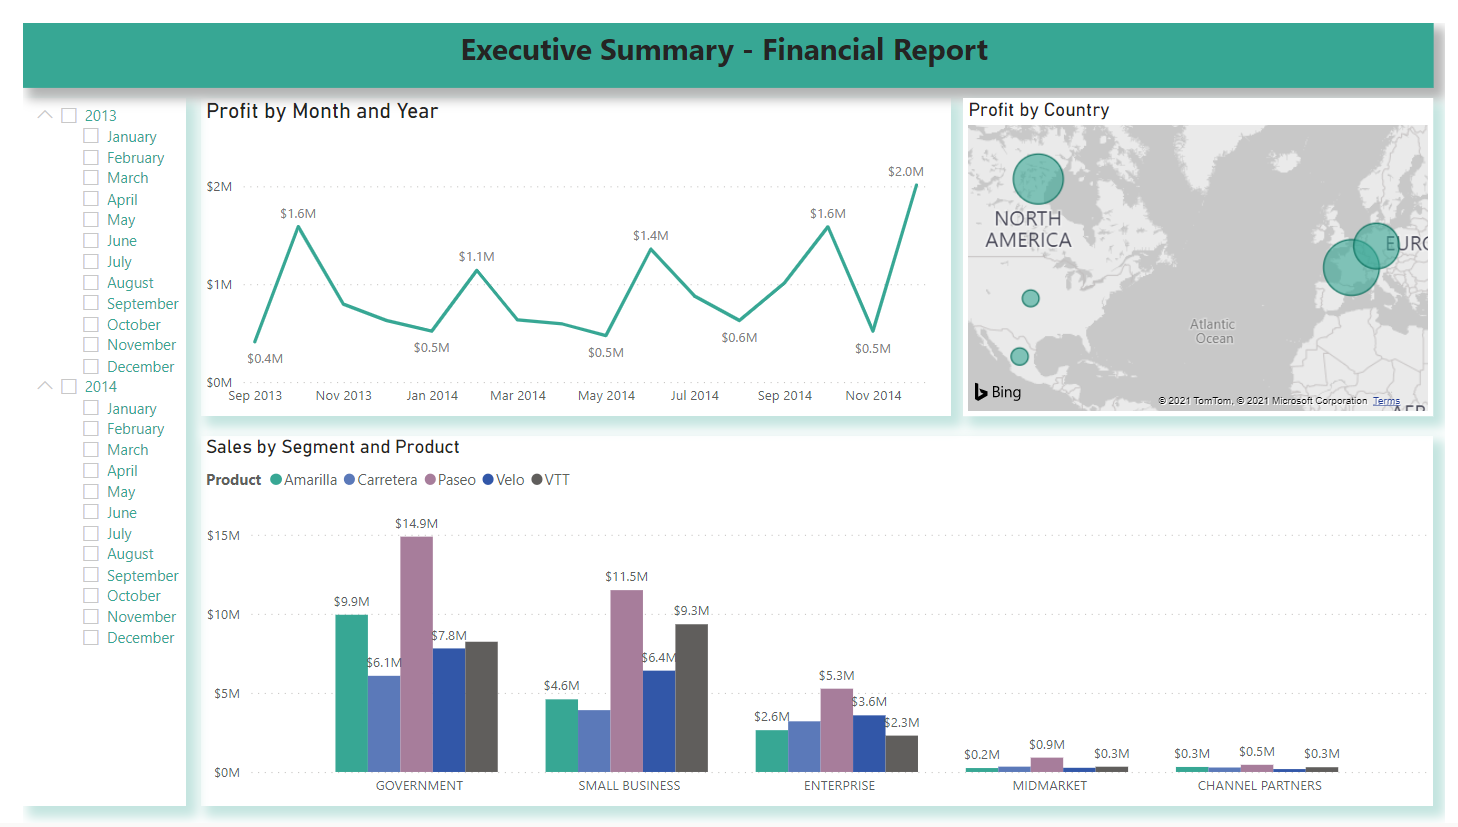 Executive Summary - Financial Report
2013
January
February
March
April
May
June
July
August
September
October
November
December
2014
January
February
March
April
May
June
July
August
September
October
November
December
Profit by Month and Year
$2M
$1M
$0M
$0.4M
$1.6M
$0.5M
$1.1M
$0.5M
$1.4M
$0.6M
$1.6M
$0.5M
$2.0M
Sep 2013 Nov 2013 Jan 2014 Mar 2014 May 2014 Jul 2014 Sep 2014 Nov 2014
Profit by Country
NORTH
AMERICA
EURO
Atlantic
Ocean
Bing
© 2021 TomTom, © 2021 Microsoft Corporation Terms
Sales by Segment and Product
Product Amarilla Carretera Paseo Velo VTT
$15M
$10M
$5M
$0M
$9.9M
$6.1M
$14.9M
$7.8M
$4.6M
$11.5M
$6.4M
$9.3M
$2.6M
$5.3M
$3.6M
$2.3M
$0.2M
$0.9M
$0.3M
$0.3M
$0.5M
$0.3M
GOVERNMENT SMALL BUSINESS ENTERPRISE MIDMARKET CHANNEL PARTNERS